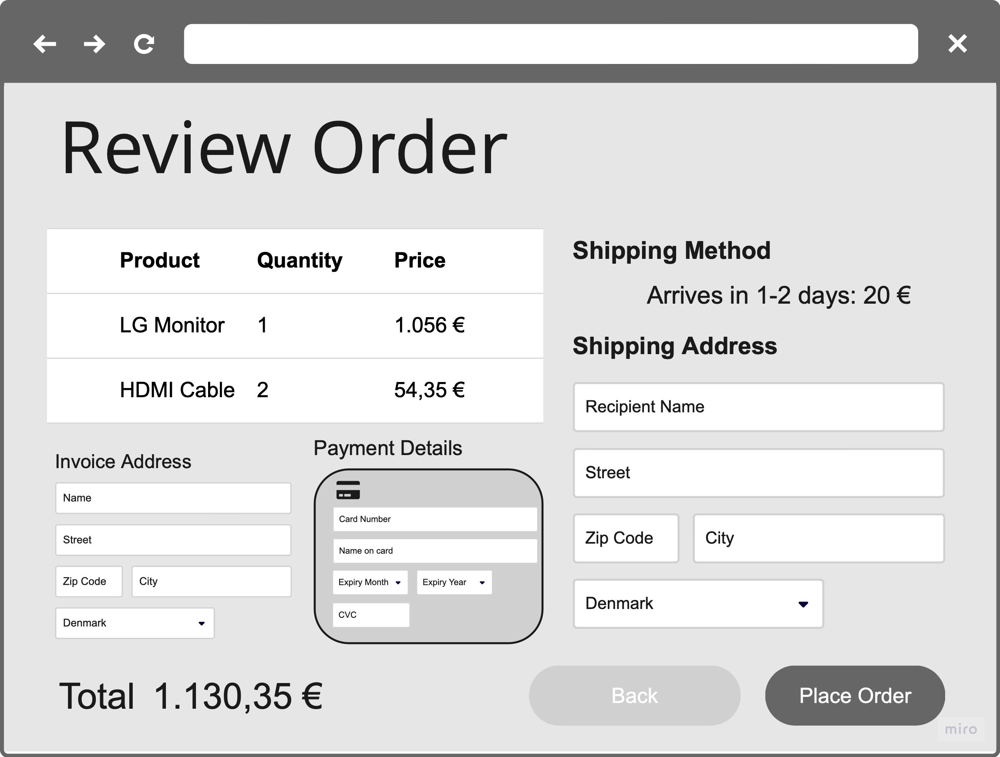 Review Order
Product Quantity Price
LG Monitor 1 1.056 €
HDMI Cable 2 54,35 €
Shipping Method
Arrives in 1-2 days: 20 €
Shipping Address
Recipient Name
Street
Zip Code City
Denmark
Invoice Address
Name
Street
Zip Code City
Denmark
Payment Details
Card Number
Name on card
Expiry Month Expiry Year
CVC
Total 1.130,35 €
Back Place Order
miro